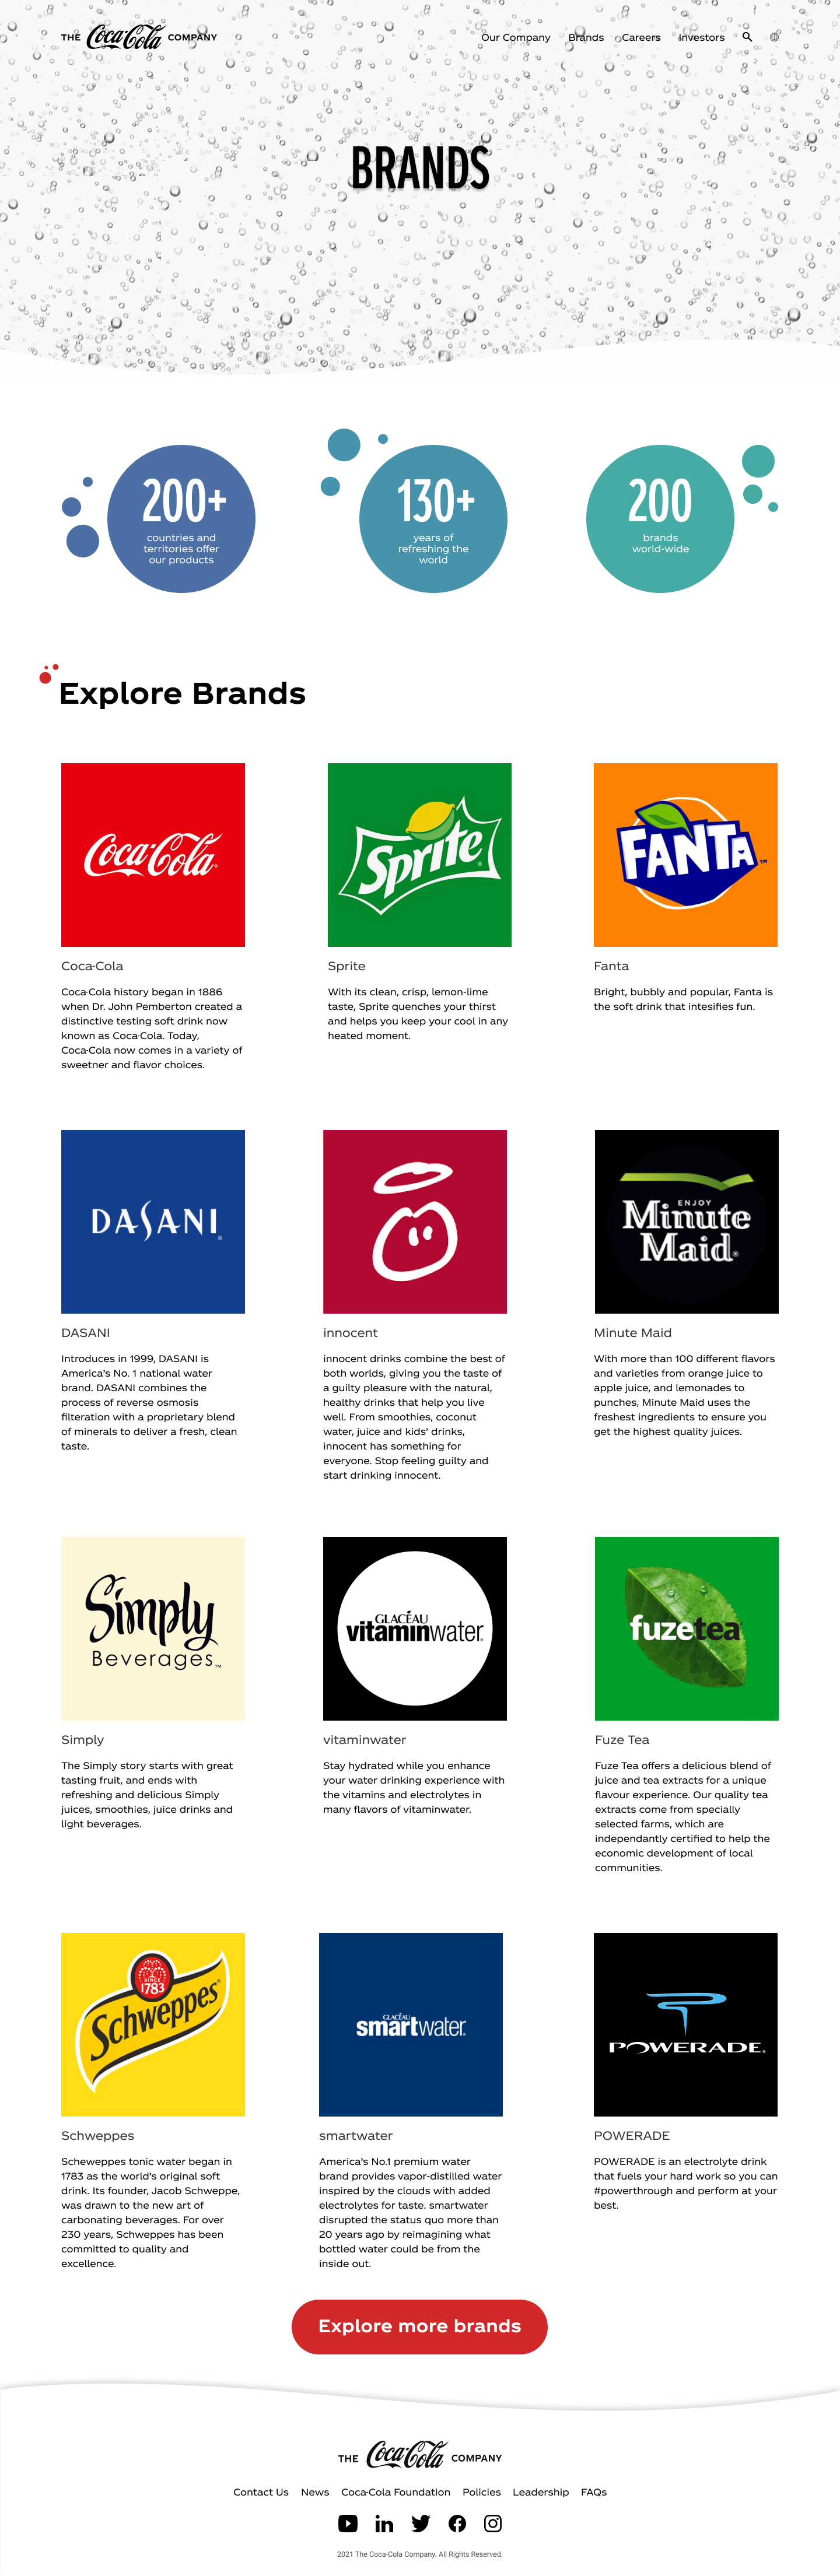 THE Coca-Cola COMPANY
Our Company Brands Careers Investors
BRANDS
200+
countries and
territories offer
our products
130+
years of
refreshing the
world
200
brands
world-wide
Explore Brands
Coca-Cola
Sprite
FANTA
Coca-Cola
Coca-Cola history began in 1886
when Dr. John Pemberton created a
distinctive testing soft drink now
known as Coca-Cola. Today,
Coca-Cola now comes in a variety of
sweetner and flavor choices.
Sprite
With its clean, crisp, lemon-lime
taste, Sprite quenches your thirst
and helps you keep your cool in any
heated moment.
Fanta
Bright, bubbly and popular, Fanta is
the soft drink that intesifies fun.
DASANI
ENJOY
Minute
Maid
DASANI
Introduces in 1999, DASANI is
America's No. 1 national water
brand. DASANI combines the
process of reverse osmosis
filteration with a proprietary blend
of minerals to deliver a fresh, clean
taste.
innocent
innocent drinks combine the best of
both worlds, giving you the taste of
a guilty pleasure with the natural,
healthy drinks that help you live
well. From smoothies, coconut
water, juice and kids' drinks,
innocent has something for
everyone. Stop feeling guilty and
start drinking innocent.
Minute Maid
With more than 100 different flavors
and varieties from orange juice to
apple juice, and lemonades to
punches, Minute Maid uses the
freshest ingredients to ensure you
get the highest quality juices.
Simply
Beverages™
GLACÉAU
vitaminwater
fuzetea
Simply
The Simply story starts with great
tasting fruit, and ends with
refreshing and delicious Simply
juices, smoothies, juice drinks and
light beverages.
vitaminwater
Stay hydrated while you enhance
your water drinking experience with
the vitamins and electrolytes in
many flavors of vitaminwater.
Fuze Tea
Fuze Tea offers a delicious blend of
juice and tea extracts for a unique
flavour experience. Our quality tea
extracts come from specially
selected farms, which are
independantly certified to help the
economic development of local
communities.
SINCE
1783
Schweppes
GLACÉAU
smartwater
POWERADE
Schweppes
Scheweppes tonic water began in
1783 as the world's original soft
drink. Its founder, Jacob Schweppe,
was drawn to the new art of
carbonating beverages. For over
230 years, Schweppes has been
committed to quality and
excellence.
smartwater
America's No.1 premium water
brand provides vapor-distilled water
inspired by the clouds with added
electrolytes for taste. smartwater
disrupted the status quo more than
20 years ago by reimagining what
bottled water could be from the
inside out.
POWERADE
POWERADE is an electrolyte drink
that fuels your hard work so you can
#powerthrough and perform at your
best.
Explore more brands
THE Coca-Cola COMPANY
Contact Us News Coca-Cola Foundation Policies Leadership FAQs
2021 The Coca-Cola Company. All Rights Reserved.